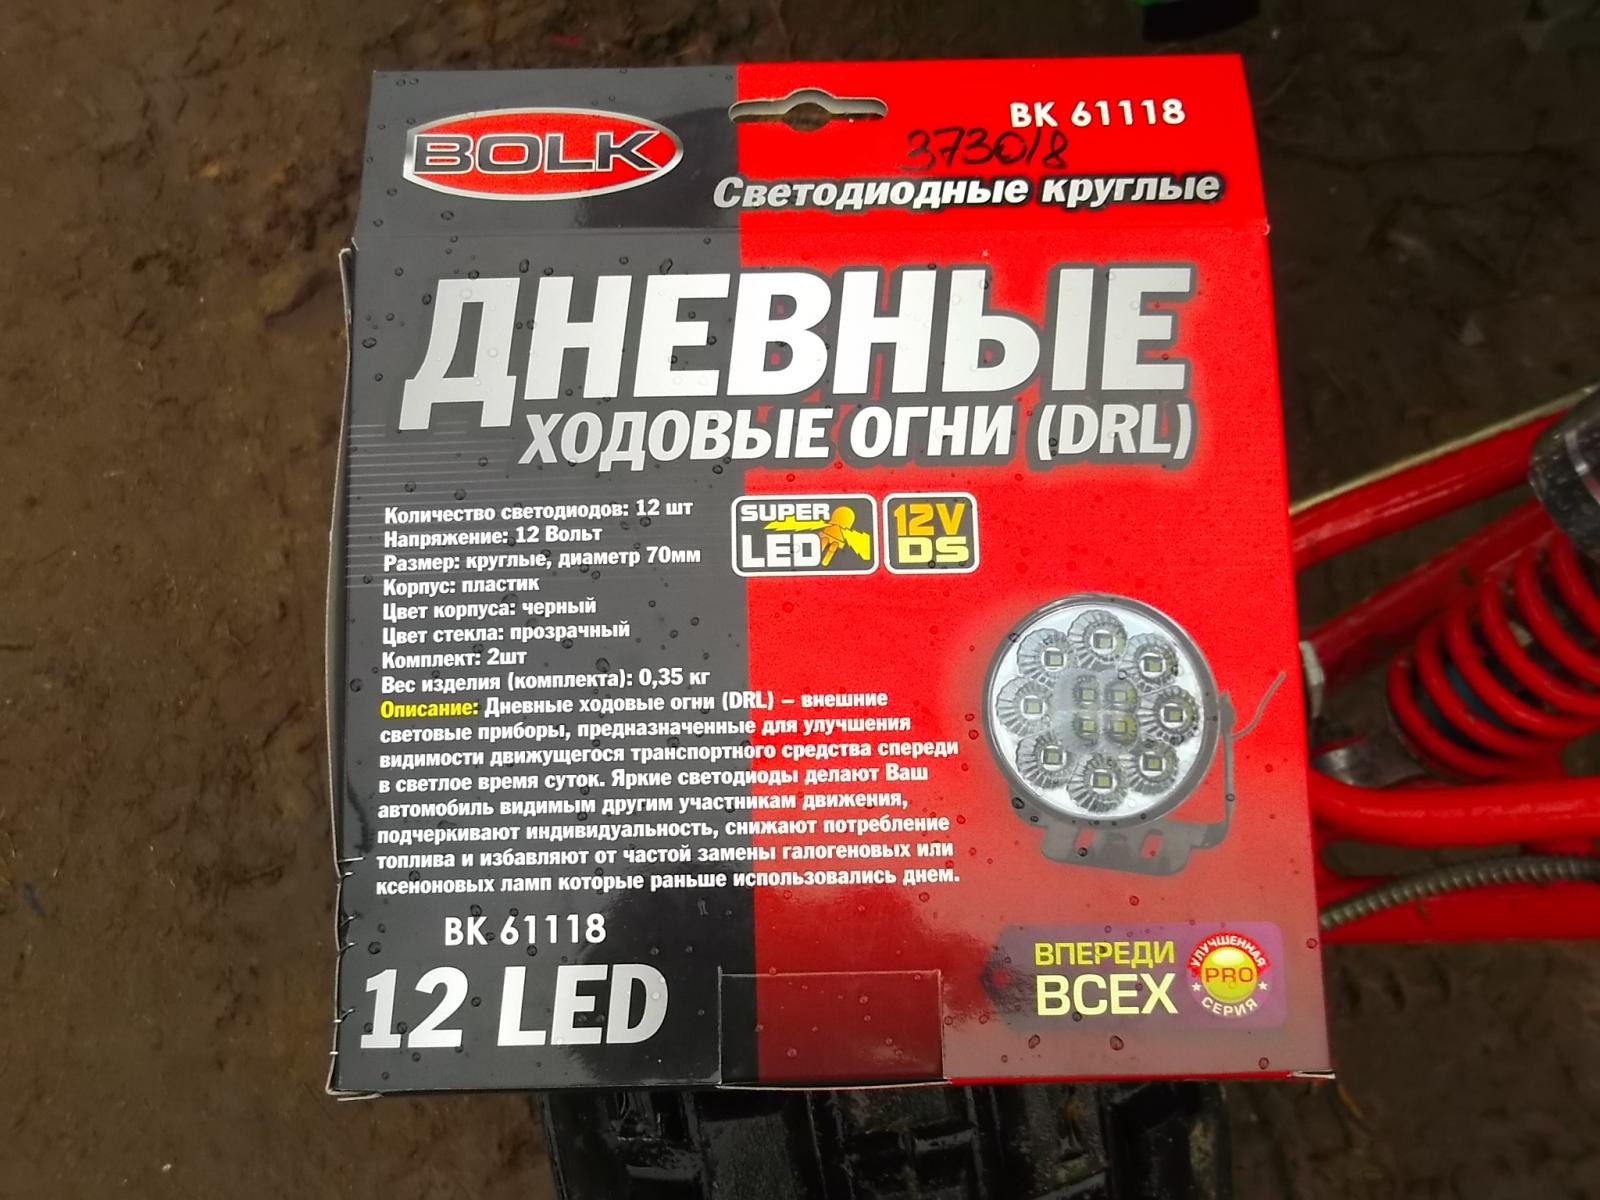 BOLK
BK 61118
37301/8
Светодиодные круглые
ДНЕВНЫЕ
ХОДОВЫЕ ОГНИ (DRL)
Количество светодиодов: 12 шт
Напряжение: 12 Вольт
Размер: круглые, диаметр 70мм
Корпус: пластик
Цвет корпуса: черный
Цвет стекла: прозрачный
Комплект: 2шт
Вес изделия (комплекта): 0,35 кг
SUPER
LED
12V
DS
Описание: Дневные ходовые огни (DRL) – внешние
световые приборы, предназначенные для улучшения
видимости движущегося транспортного средства спереди
в светлое время суток. Яркие светодиоды делают Ваш
автомобиль видимым другим участникам движения,
подчеркивают индивидуальность, снижают потребление
топлива и избавляют от частой замены галогеновых или
ксеноновых ламп которые раньше использовались днем.
BK 61118
12 LED
ВПЕРЕДИ
ВСЕХ
УЛУЧШЕННАЯ
PRO
СЕРИЯ